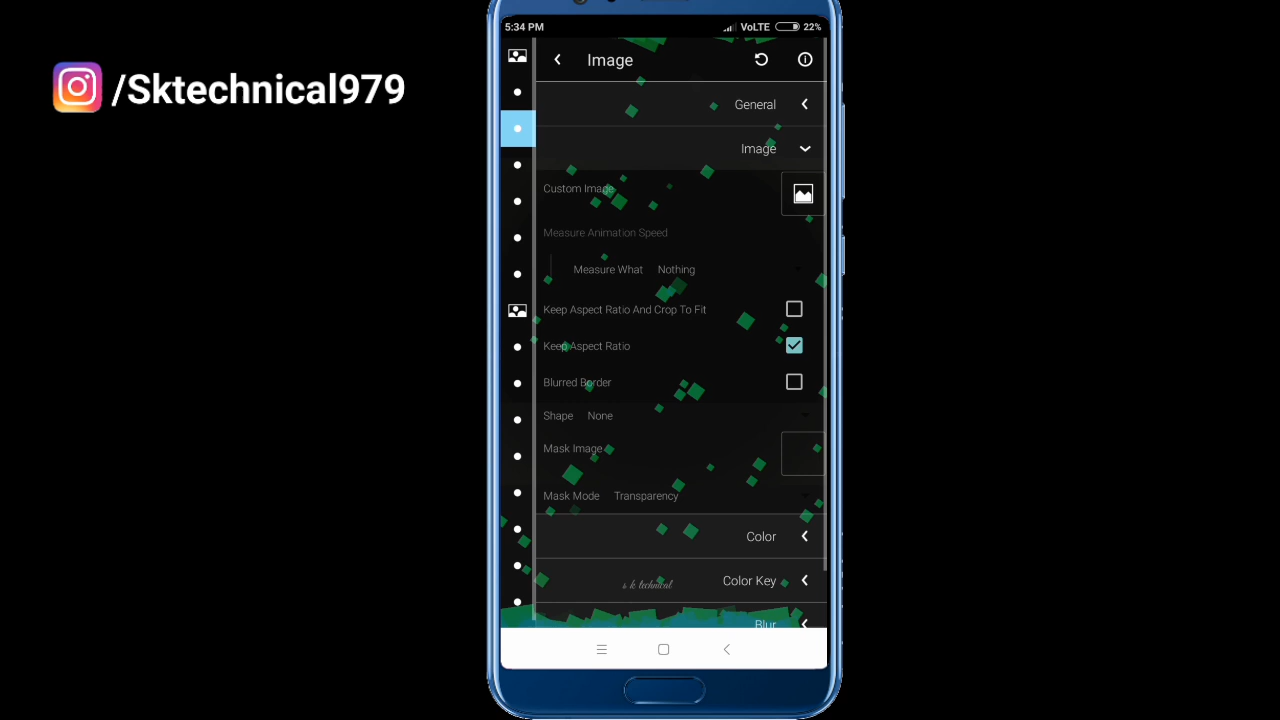 /Sktechnical979
5:34 PM
VoLTE 22%
Image
General
Image
Custom Image
Measure Animation Speed
Measure What Nothing
Keep Aspect Ratio And Crop To Fit
Keep Aspect Ratio
Blurred Border
Shape None
Mask Image
Mask Mode Transparency
Color
Color Key
s k technical
Blur